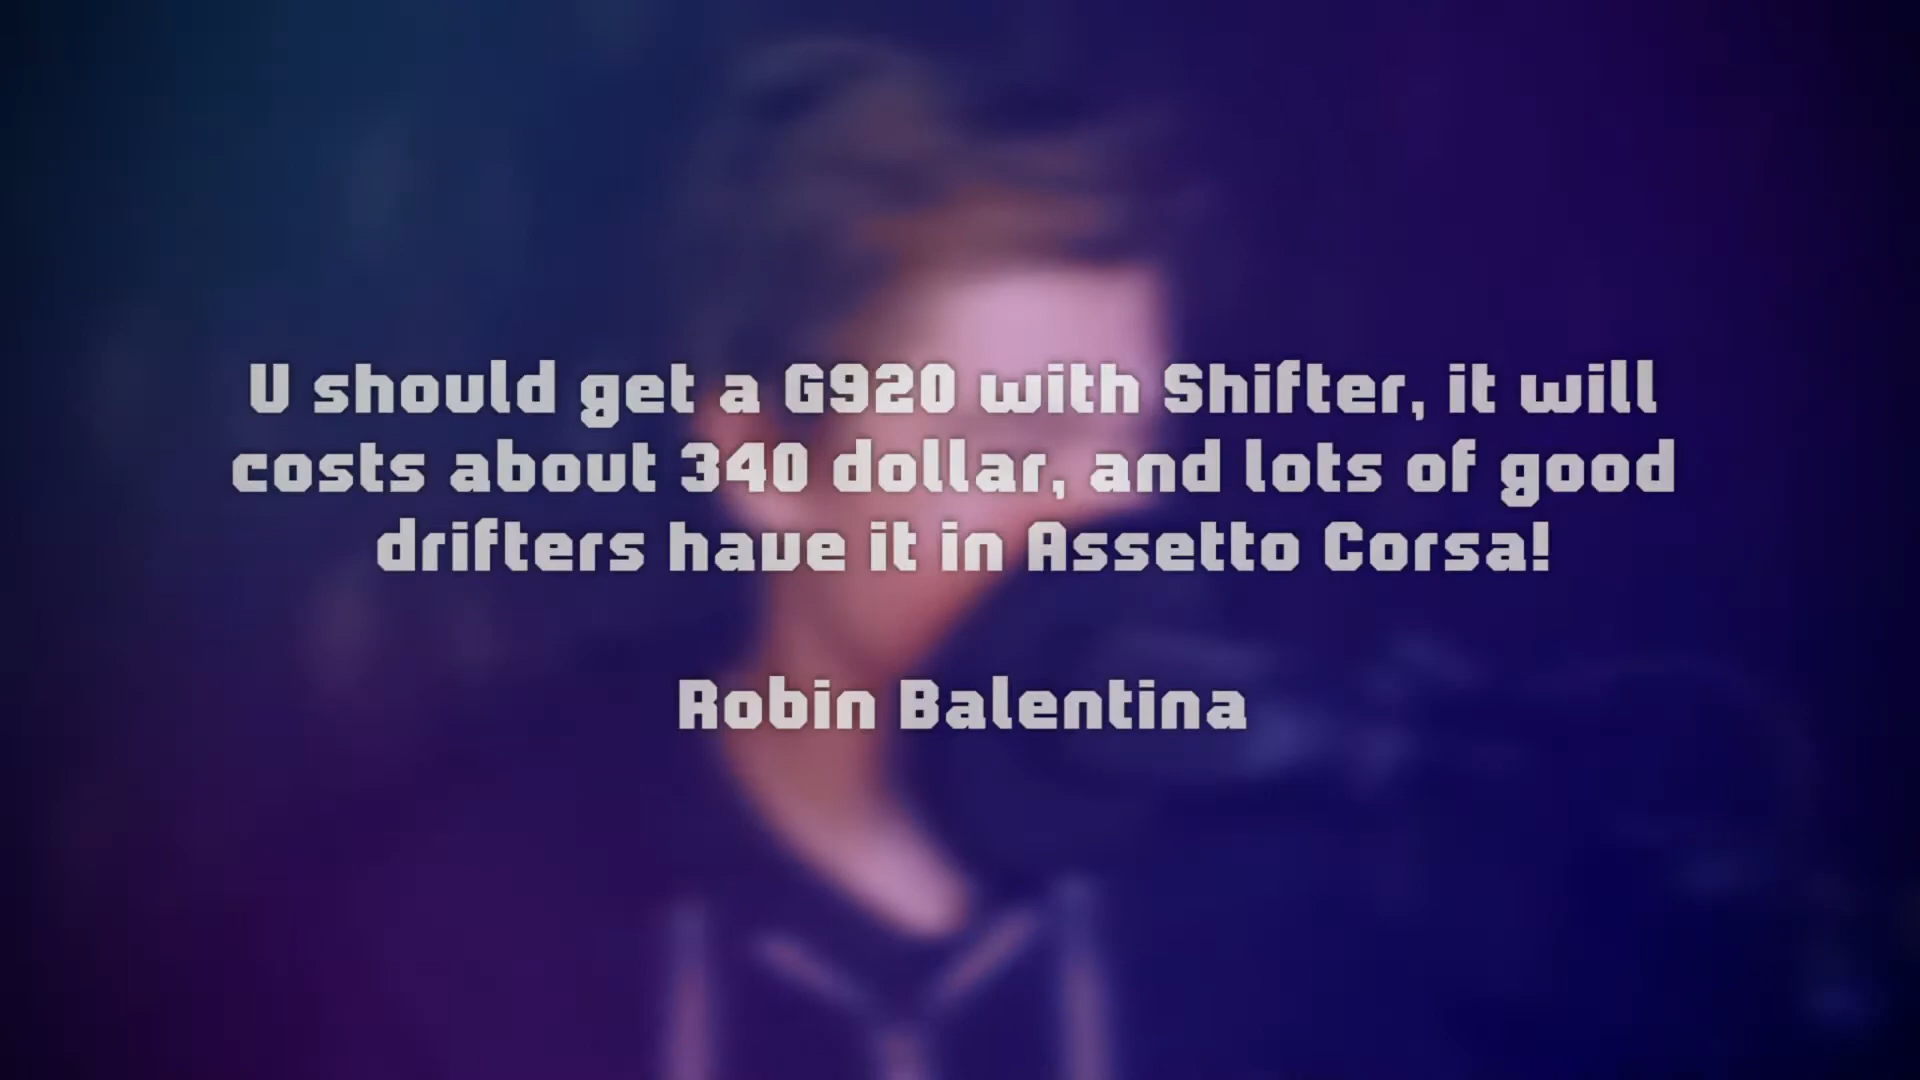 U should get a G920 with Shifter, it will
costs about 340 dollar, and lots of good
drifters have it in Assetto Corsa!
Robin Balentina